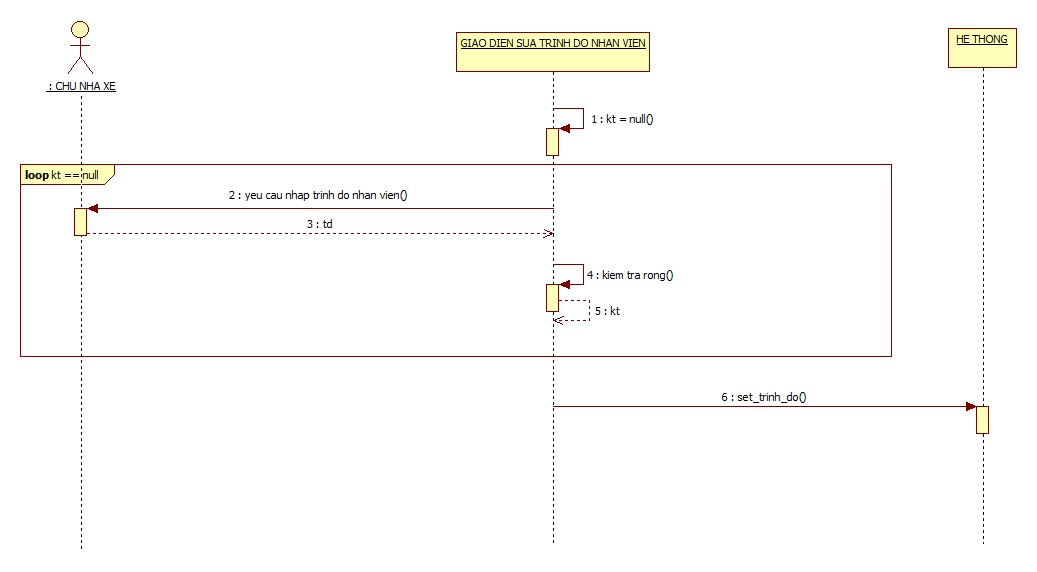 GIAO DIEN SUA TRINH DO NHAN VIEN
HE THONG
: CHU NHA XE
1 : kt = null()
loop kt == null
2 : yeu cau nhap trinh do nhan vien()
3 : td
4 : kiem tra rong()
5 : kt
6 : set_trinh_do()